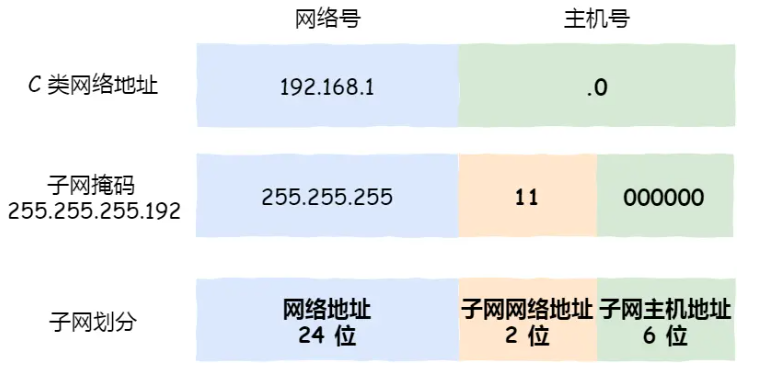 网络号 主机号
C 类网络地址 192.168.1 .0
子网掩码
255.255.255.192 255.255.255 11 000000
子网划分
网络地址
24 位
子网网络地址
2 位
子网主机地址
6 位